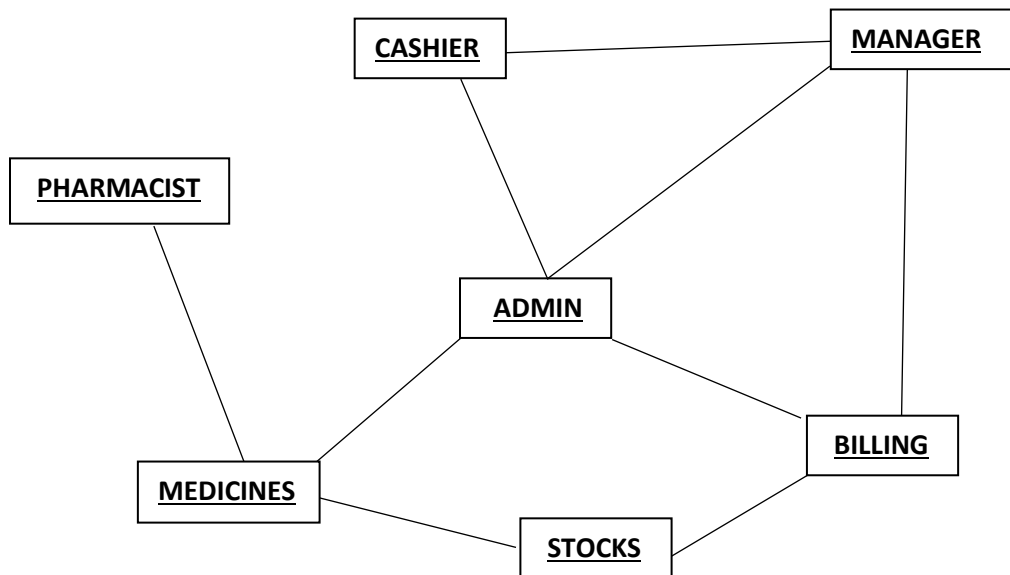 MANAGER
CASHIER
PHARMACIST
ADMIN
BILLING
MEDICINES
STOCKS